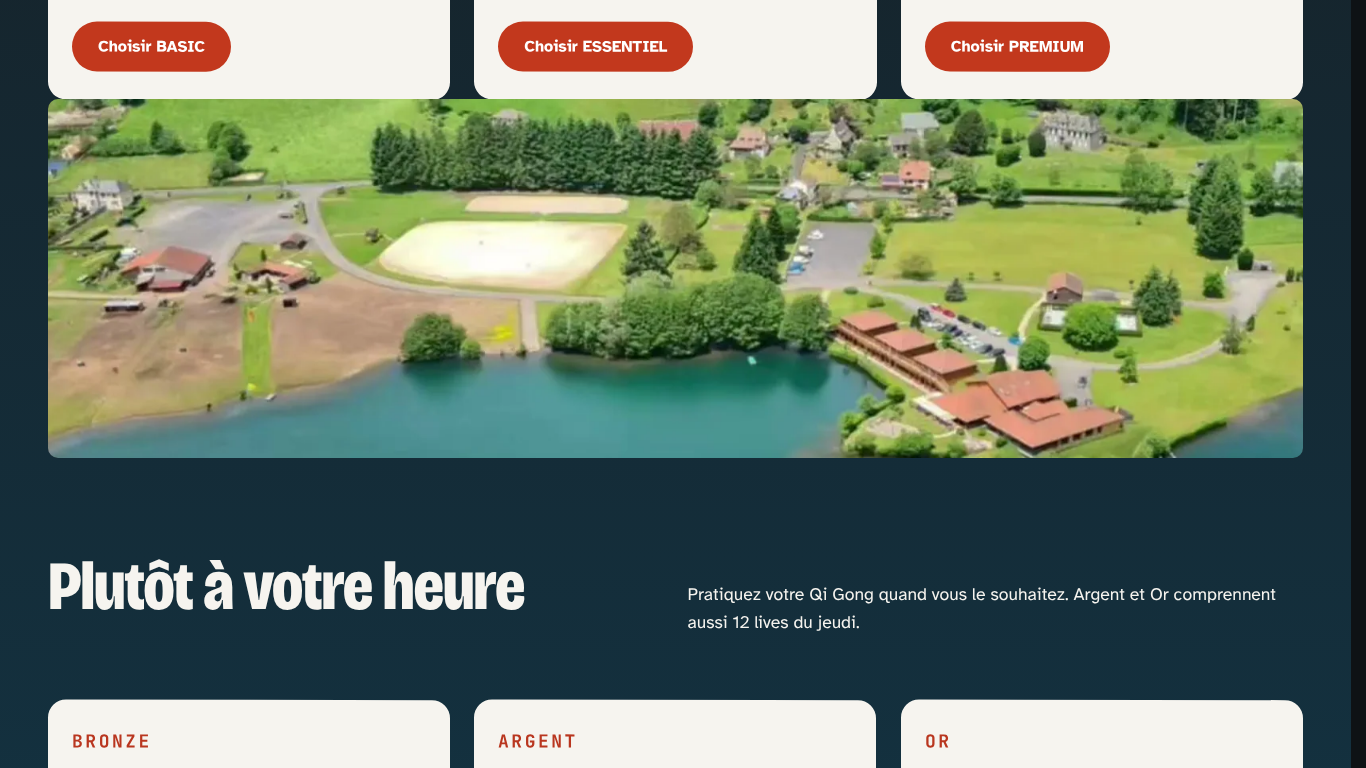 Choisir BASIC
Choisir ESSENTIEL
Choisir PREMIUM
Plutôt à votre heure
Pratiquez votre Qi Gong quand vous le souhaitez. Argent et Or comprennent
aussi 12 lives du jeudi.
BRONZE
ARGENT
OR